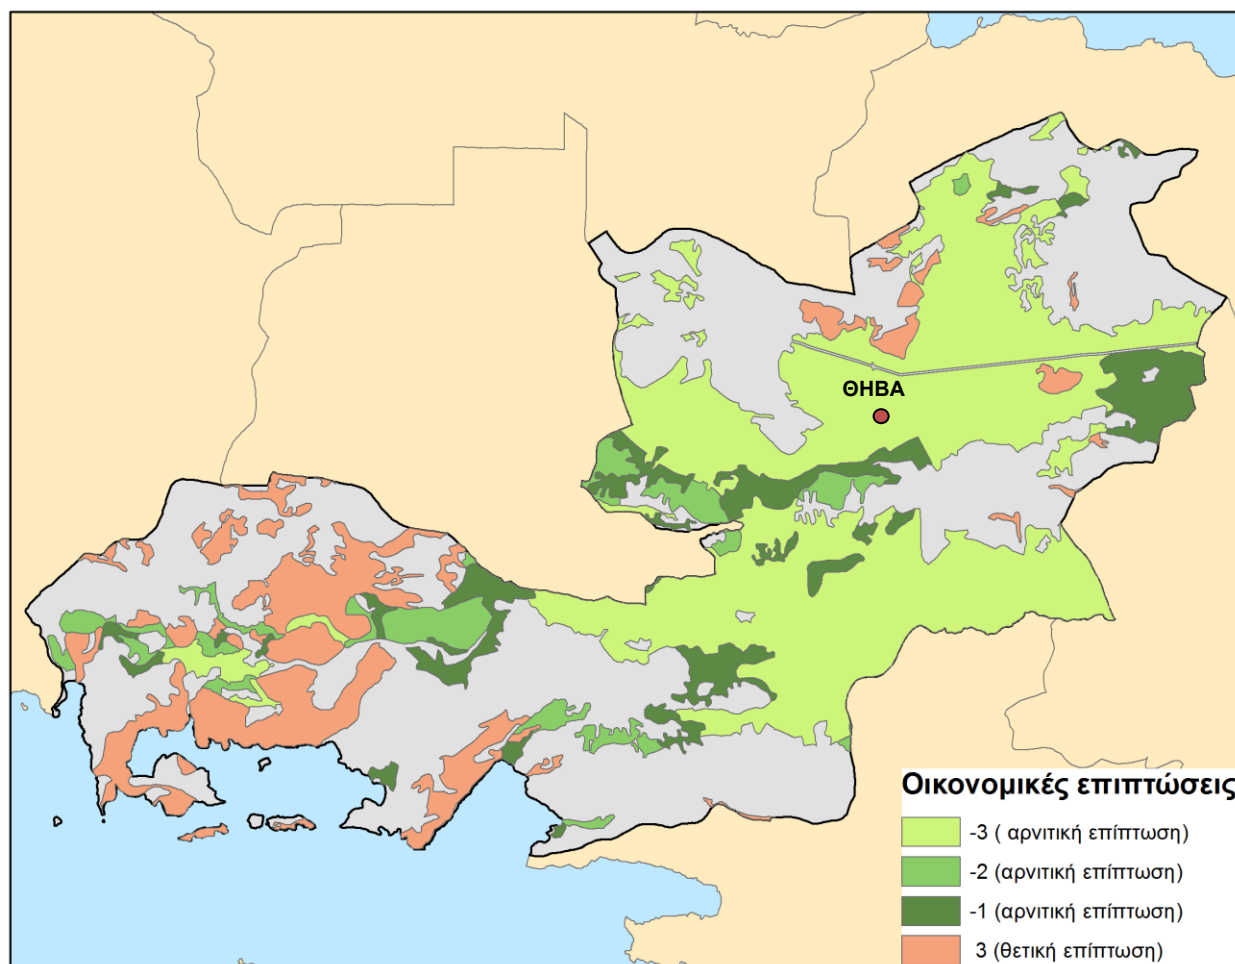 ΘΗΒΑ
Οικονομικές επιπτώσεις
-3 ( αρνιτική επίπτωση)
-2 (αρνιτική επίπτωση)
-1 (αρνιτική επίπτωση)
3 (θετική επίπτωση)